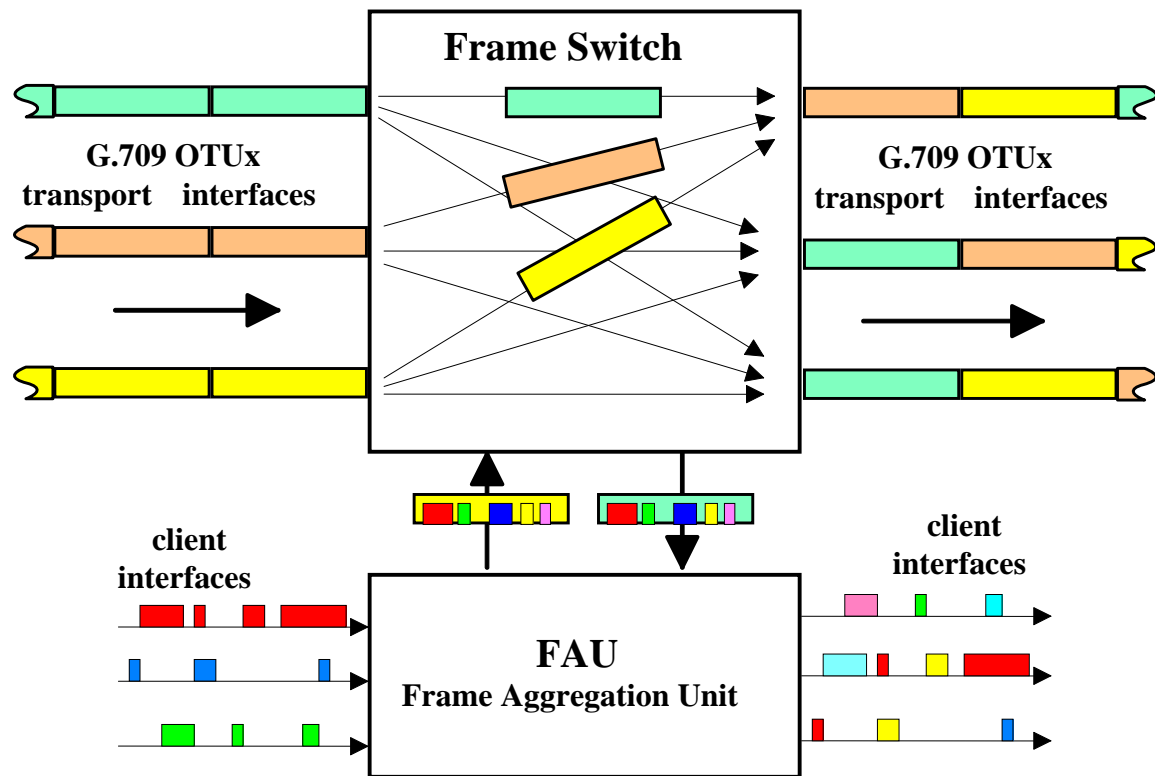 Frame Switch
G.709 OTUx
transport interfaces
G.709 OTUx
transport interfaces
client
interfaces
client
interfaces
FAU
Frame Aggregation Unit